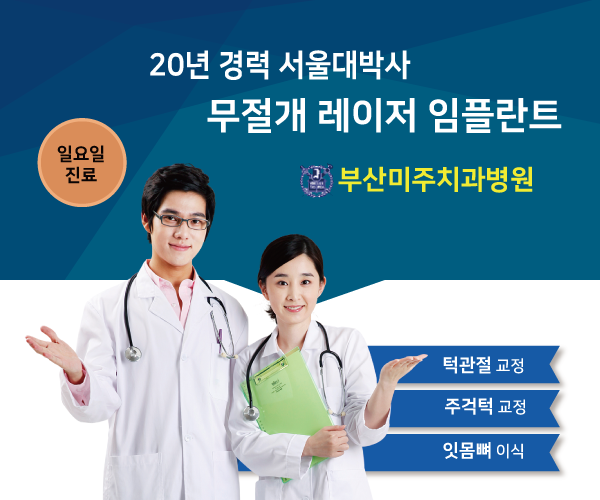 20년 경력 서울대박사
무절개 레이저 임플란트
일요일
진료
부산미주치과병원
턱관절 교정
주걱턱 교정
잇몸뼈 이식